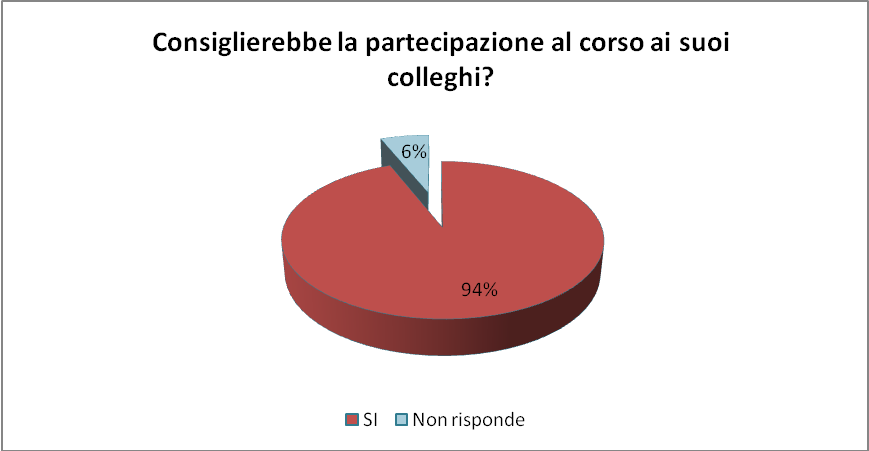 Consiglierebbe la partecipazione al corso ai suoi
colleghi?
6%
94%
SI
Non risponde